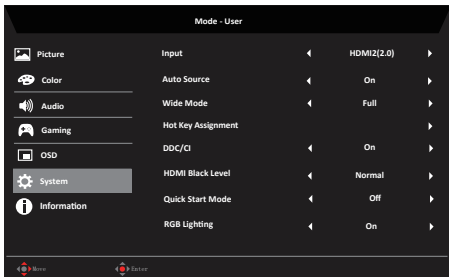 Mode - User
Picture
Input HDMI2(2.0)
Color
Auto Source On
Audio
Wide Mode Full
Gaming
Hot Key Assignment
OSD
DDC/CI On
System
HDMI Black Level Normal
Information
Quick Start Mode Off
RGB Lighting On
Move Enter